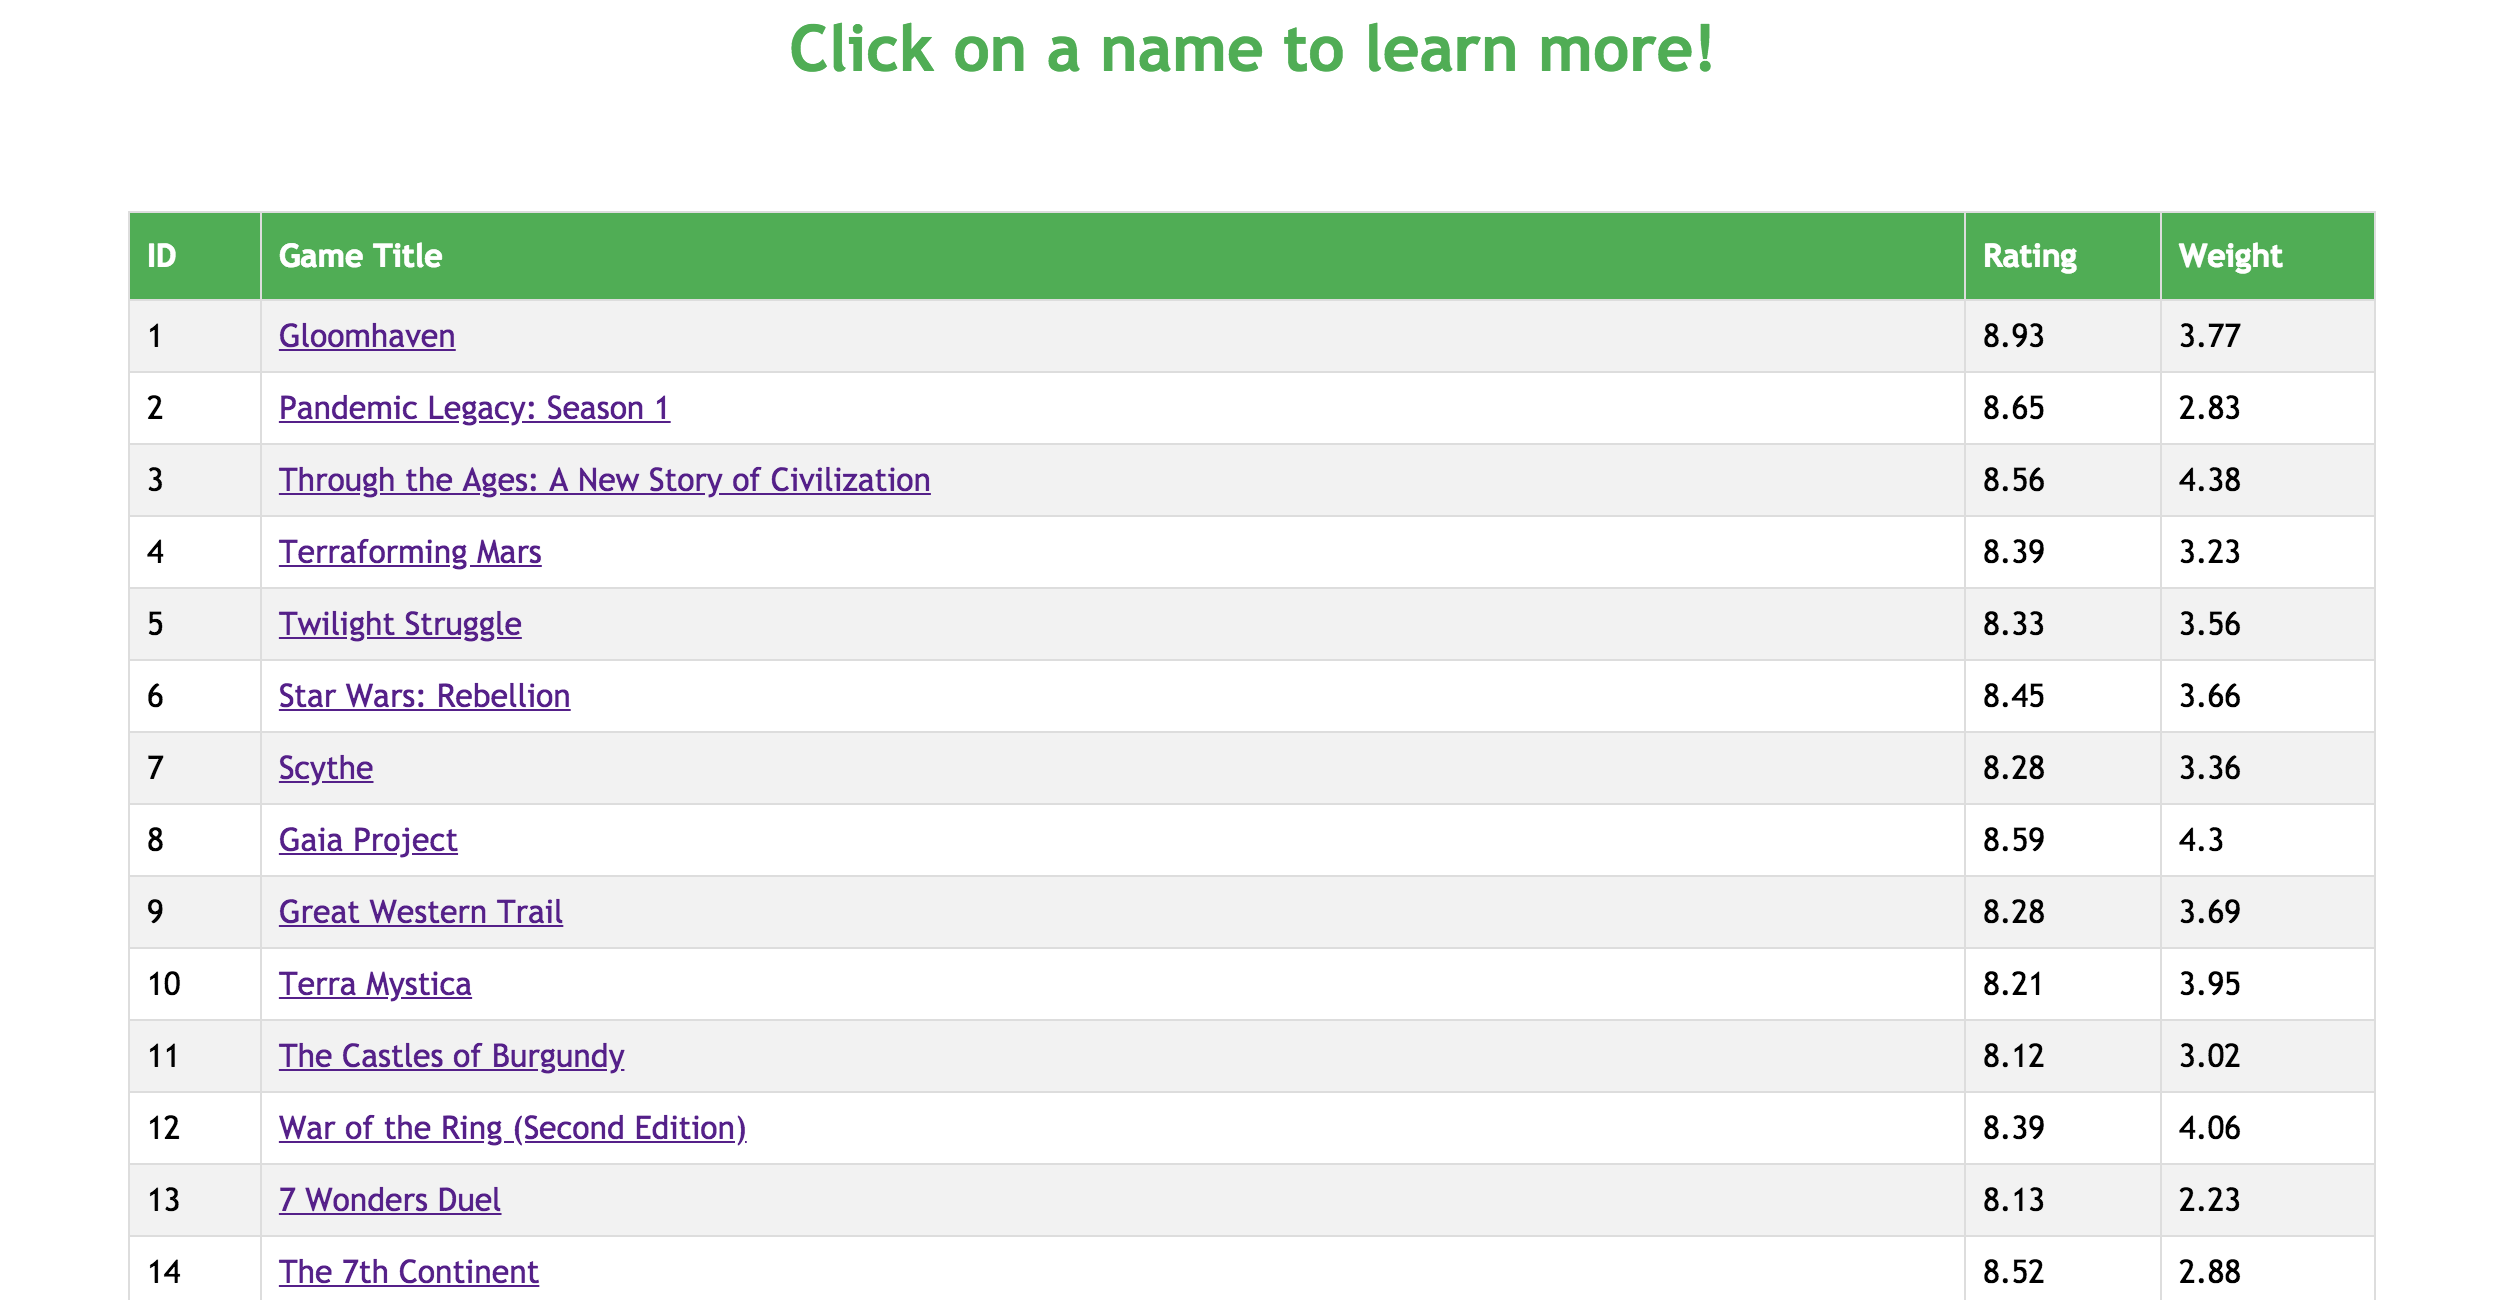 Click on a name to learn more!
ID Game Title Rating Weight
1 Gloomhaven 8.93 3.77
2 Pandemic Legacy: Season 1 8.65 2.83
3 Through the Ages: A New Story of Civilization 8.56 4.38
4 Terraforming Mars 8.39 3.23
5 Twilight Struggle 8.33 3.56
6 Star Wars: Rebellion 8.45 3.66
7 Scythe 8.28 3.36
8 Gaia Project 8.59 4.3
9 Great Western Trail 8.28 3.69
10 Terra Mystica 8.21 3.95
11 The Castles of Burgundy 8.12 3.02
12 War of the Ring (Second Edition) 8.39 4.06
13 7 Wonders Duel 8.13 2.23
14 The 7th Continent 8.52 2.88